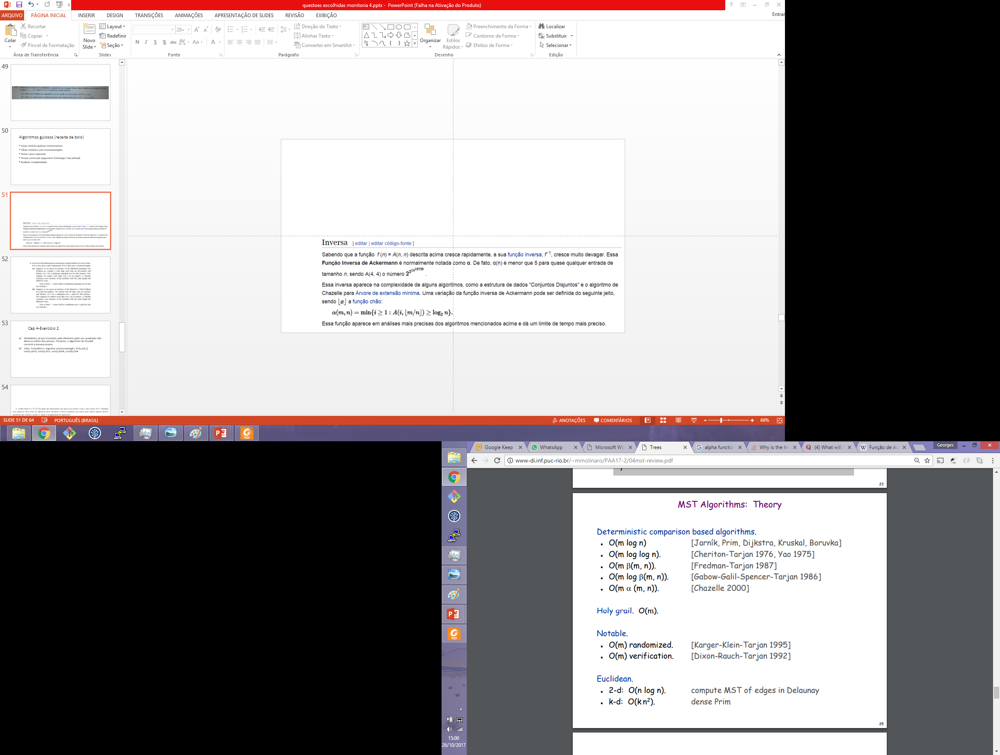 questoes escolhidas monitoria 4.pptx - PowerPoint (Falha na Ativação do Produto)
ARQUIVO PÁGINA INICIAL INSERIR DESIGN TRANSIÇÕES ANIMAÇÕES APRESENTAÇÃO DE SLIDES REVISÃO EXIBIÇÃO Entrar
Colar
Recortar
Copiar
Pincel de Formatação
Área de Transferência
Novo Slide
Layout
Redefinir
Seção
Slides
28+
N I S S abc AV Aa A
Fonte
Parágrafo
Direção do Texto
Alinhar Texto
Converter em SmartArt
Organizar
Estilos Rápidos
Preenchimento da Forma
Contorno da Forma
Efeitos de Forma
Desenho
Localizar
Substituir
Selecionar
Edição
49
50
Algoritmos gulosos (receita de bolo)
• Listar critérios gulosos interessantes
• Filtrar critérios com contraexemplos
• Testar casos especiais
• Provar corretude (argument Exchange/ stay-ahead)
• Analisar complexidade
51
52
53
Cap 4-Exercício 2
a) Verdadeiro, já que trocando cada elemento pelo seu quadrado não
altera a ordem das arestas. Portanto, o algoritmo de Kruskal
constrói a mesma árvore.
b) Falso. Considere o seguinte contra-exemplo: V={s,a,b,t},
cost(s,a)=9, cost(a,t)=1, cost(s,b)=6, cost(b,t)=6
54
Inversa [ editar | editar código-fonte ]
Sabendo que a função f (n) = A(n, n) descrita acima cresce rapidamente, a sua função inversa, f⁻¹, cresce muito devagar. Essa
Função Inversa de Ackermann é normalmente notada como α. De fato, α(n) é menor que 5 para quase qualquer entrada de
tamanho n, sendo A(4, 4) o número 2^2^10^19729 .
Essa inversa aparece na complexidade de alguns algoritmos, como a estrutura de dados "Conjuntos Disjuntos" e o algoritmo de
Chazelle para Árvore de extensão mínima. Uma variação da função inversa de Ackermann pode ser definida do seguinte jeito,
sendo ⌊x⌋ a função chão:
α(m, n) = min{i ≥ 1 : A(i, ⌊m/n⌋) ≥ log₂ n}.
Essa função aparece em análises mais precisas dos algoritmos mencionados acima e dá um limite de tempo mais preciso.
SLIDE 51 DE 64 PORTUGUÊS (BRASIL) ANOTAÇÕES COMENTÁRIOS 66%
Google Keep WhatsApp Microsoft Wo Trees alpha functio Why is the In (4) What will Função de Ac Georges
www-di.inf.puc-rio.br/~mmolinaro/PAA17-2/04mst-review.pdf
23
MST Algorithms: Theory
Deterministic comparison based algorithms.
▪ O(m log n) [Jarník, Prim, Dijkstra, Kruskal, Boruvka]
▪ O(m log log n). [Cheriton-Tarjan 1976, Yao 1975]
▪ O(m β(m, n)). [Fredman-Tarjan 1987]
▪ O(m log β(m, n)). [Gabow-Galil-Spencer-Tarjan 1986]
▪ O(m α (m, n)). [Chazelle 2000]
Holy grail. O(m).
Notable.
▪ O(m) randomized. [Karger-Klein-Tarjan 1995]
▪ O(m) verification. [Dixon-Rauch-Tarjan 1992]
Euclidean.
▪ 2-d: O(n log n). compute MST of edges in Delaunay
▪ k-d: O(k n²). dense Prim
25
15:00
26/10/2017